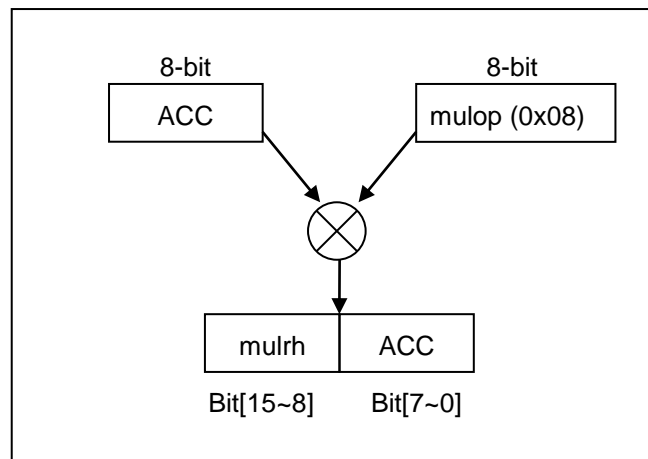 8-bit 8-bit
ACC mulop (0x08)
mulrh ACC
Bit[15~8] Bit[7~0]